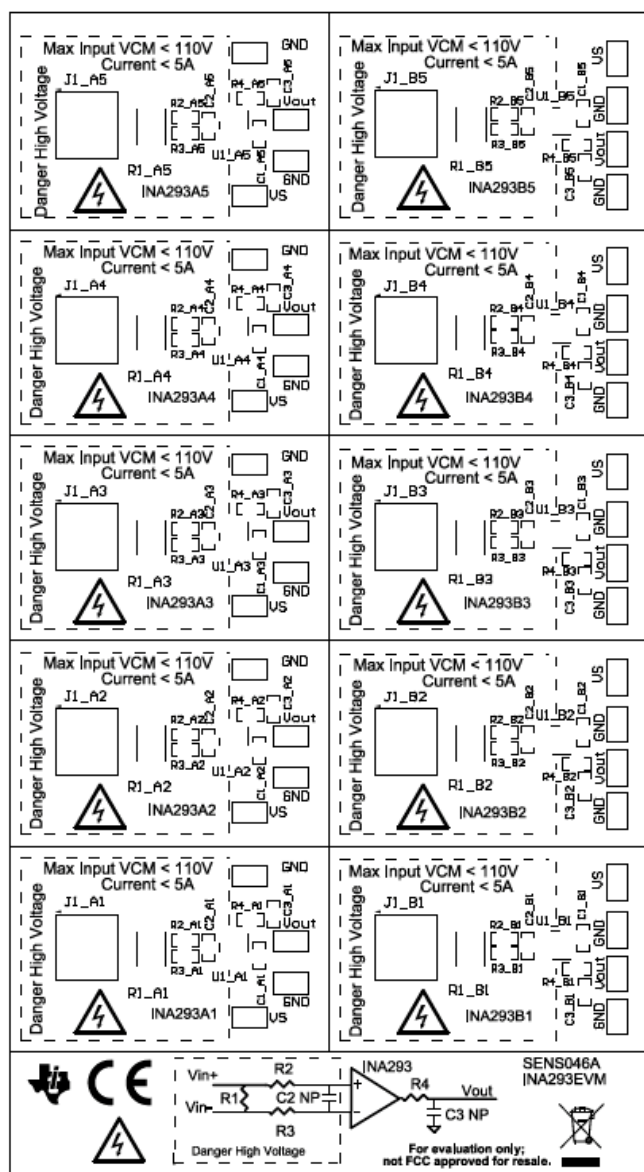 Max Input VCM < 110V
Current < 5A
Danger High Voltage
J1_A5
R2_A5
R3_A5
C2_A5
R4_A5
C3_A5
GND
Vout
U1_A5
C1_A5
GND
VS
R1_A5
INA293A5
Max Input VCM < 110V
Current < 5A
Danger High Voltage
J1_B5
R2_B5
R3_B5
C2_B5
U1_B5
C1_B5
VS
GND
R4_B5
Vout
C3_B5
GND
R1_B5
INA293B5
Max Input VCM < 110V
Current < 5A
Danger High Voltage
J1_A4
R2_A4
R3_A4
C2_A4
R4_A4
C3_A4
GND
Vout
U1_A4
C1_A4
GND
VS
R1_A4
INA293A4
Max Input VCM < 110V
Current < 5A
Danger High Voltage
J1_B4
R2_B4
R3_B4
C2_B4
U1_B4
C1_B4
VS
GND
R4_B4
Vout
C3_B4
GND
R1_B4
INA293B4
Max Input VCM < 110V
Current < 5A
Danger High Voltage
J1_A3
R2_A3
R3_A3
C2_A3
R4_A3
C3_A3
GND
Vout
U1_A3
C1_A3
GND
VS
R1_A3
INA293A3
Max Input VCM < 110V
Current < 5A
Danger High Voltage
J1_B3
R2_B3
R3_B3
C2_B3
U1_B3
C1_B3
VS
GND
R4_B3
Vout
C3_B3
GND
R1_B3
INA293B3
Max Input VCM < 110V
Current < 5A
Danger High Voltage
J1_A2
R2_A2
R3_A2
C2_A2
R4_A2
C3_A2
GND
Vout
U1_A2
C1_A2
GND
VS
R1_A2
INA293A2
Max Input VCM < 110V
Current < 5A
Danger High Voltage
J1_B2
R2_B2
R3_B2
C2_B2
U1_B2
C1_B2
VS
GND
R4_B2
Vout
C3_B2
GND
R1_B2
INA293B2
Max Input VCM < 110V
Current < 5A
Danger High Voltage
J1_A1
R2_A1
R3_A1
C2_A1
R4_A1
C3_A1
GND
Vout
U1_A1
C1_A1
GND
VS
R1_A1
INA293A1
Max Input VCM < 110V
Current < 5A
Danger High Voltage
J1_B1
R2_B1
R3_B1
C2_B1
U1_B1
C1_B1
VS
GND
R4_B1
Vout
C3_B1
GND
R1_B1
INA293B1
CE
Vin+
R2
INA293
R1
C2 NP
+
-
R4
Vout
Vin-
R3
C3 NP
Danger High Voltage
SENS046A
INA293EVM
For evaluation only;
not FCC approved for resale.